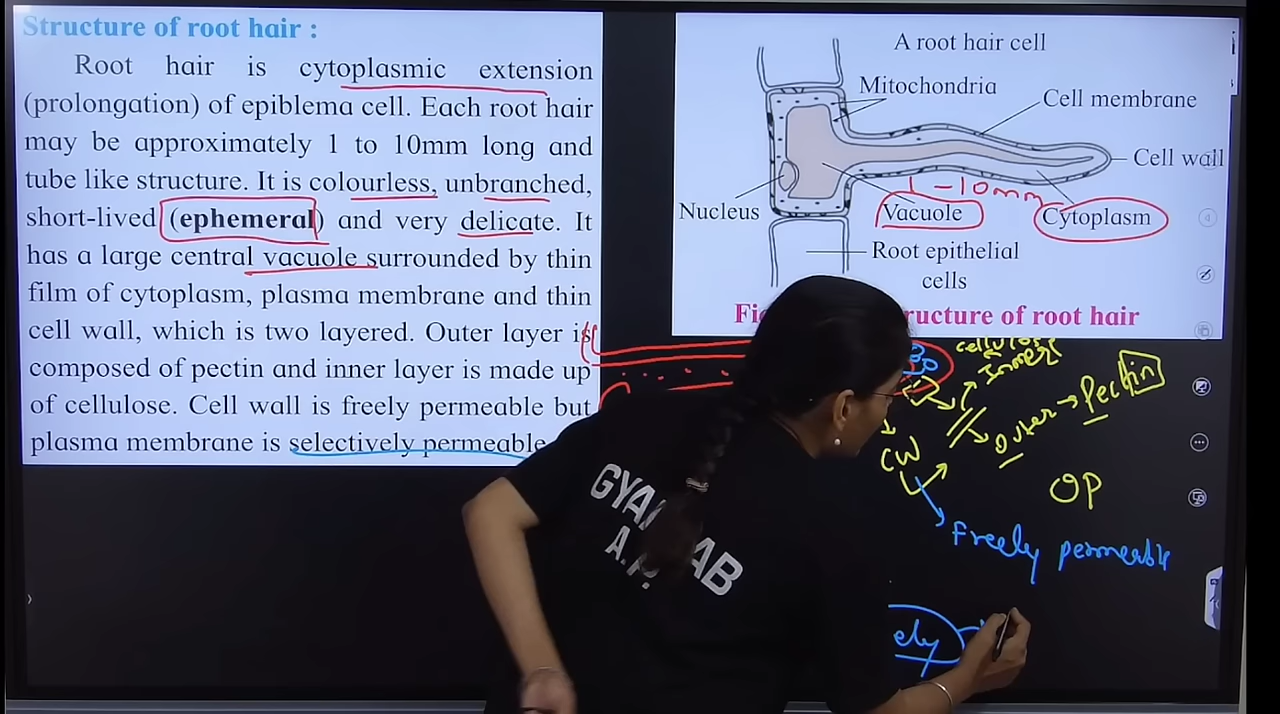 Structure of root hair :
Root hair is cytoplasmic extension
(prolongation) of epiblema cell. Each root hair
may be approximately 1 to 10mm long and
tube like structure. It is colourless, unbranched,
short-lived (ephemeral) and very delicate. It
has a large central vacuole surrounded by thin
film of cytoplasm, plasma membrane and thin
cell wall, which is two layered. Outer layer is
composed of pectin and inner layer is made up
of cellulose. Cell wall is freely permeable but
plasma membrane is selectively permeable
A root hair cell
Mitochondria
Cell membrane
Cell wall
1-10mm
Nucleus
Vacuole
Cytoplasm
Root epithelial
cells
ructure of root hair
Inner
Outer → Pectin
CW
OP
Freely permeable
ely
GYA AB
A.P.